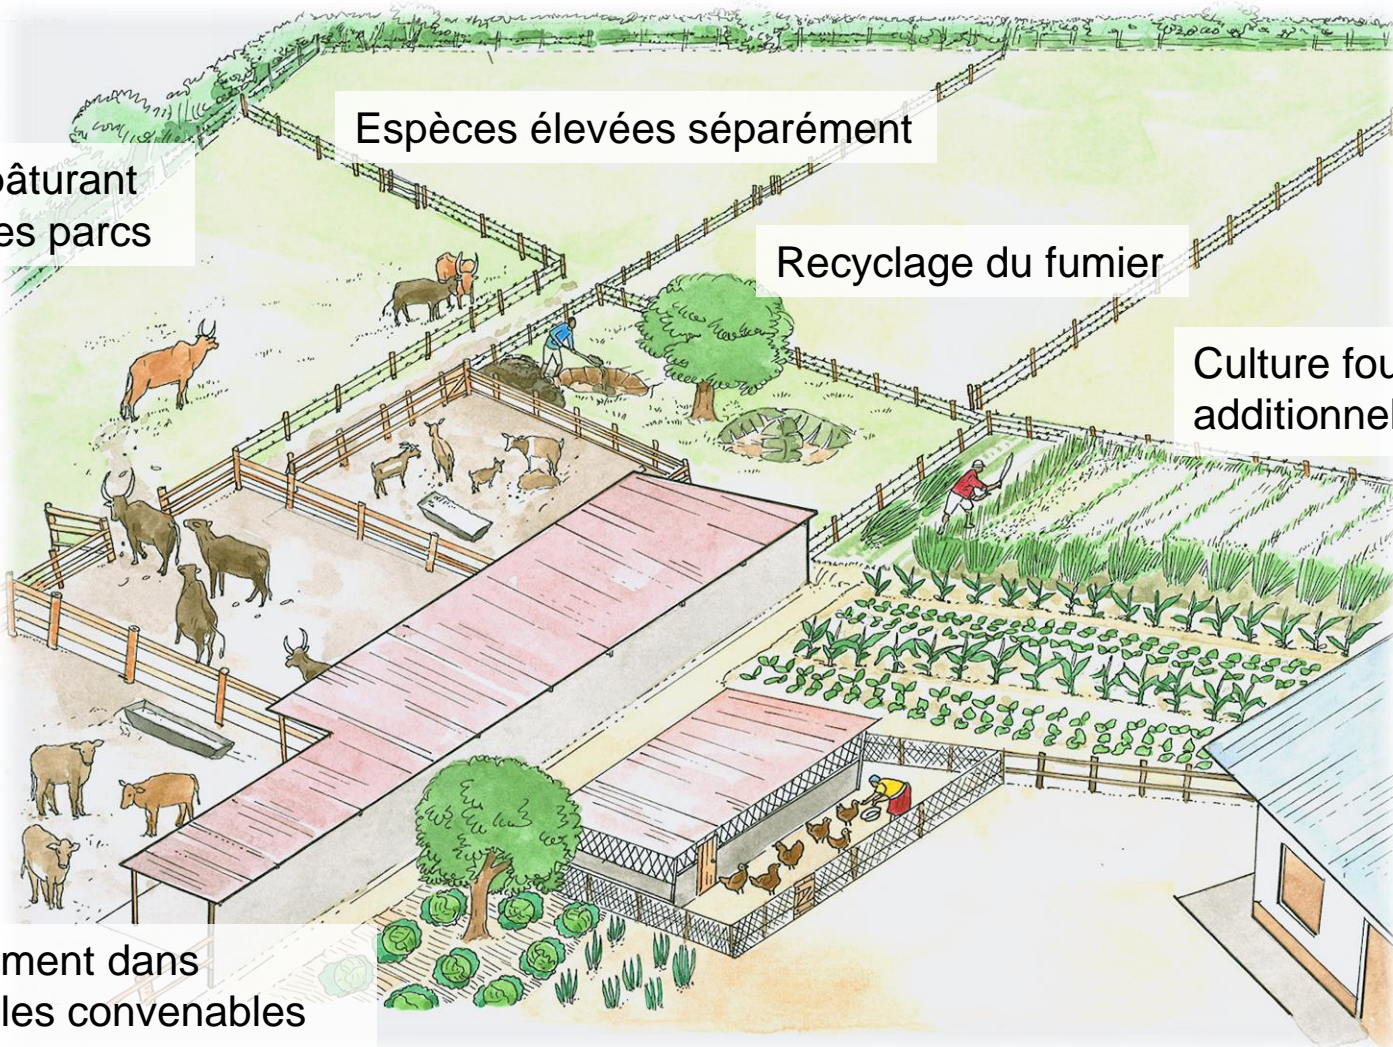 Espèces élevées séparément
pâturant
es parcs
Recyclage du fumier
Culture fou
additionnel
ment dans
les convenables